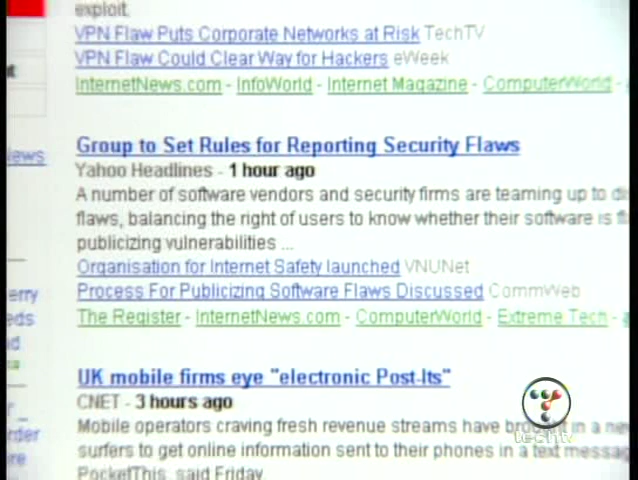 exploit.
VPN Flaw Puts Corporate Networks at Risk TechTV
VPN Flaw Could Clear Way for Hackers eWeek
InternetNews.com - InfoWorld - Internet Magazine - ComputerWorld -
Group to Set Rules for Reporting Security Flaws
Yahoo Headlines - 1 hour ago
A number of software vendors and security firms are teaming up to
flaws, balancing the right of users to know whether their software is
publicizing vulnerabilities ...
Organisation for Internet Safety launched VNUNet
Process For Publicizing Software Flaws Discussed CommWeb
The Register - InternetNews.com - ComputerWorld - Extreme Tech -
UK mobile firms eye "electronic Post-Its"
CNET - 3 hours ago
Mobile operators craving fresh revenue streams have brought in a
surfers to get online information sent to their phones in a text
PocketThis, said Friday
techtv